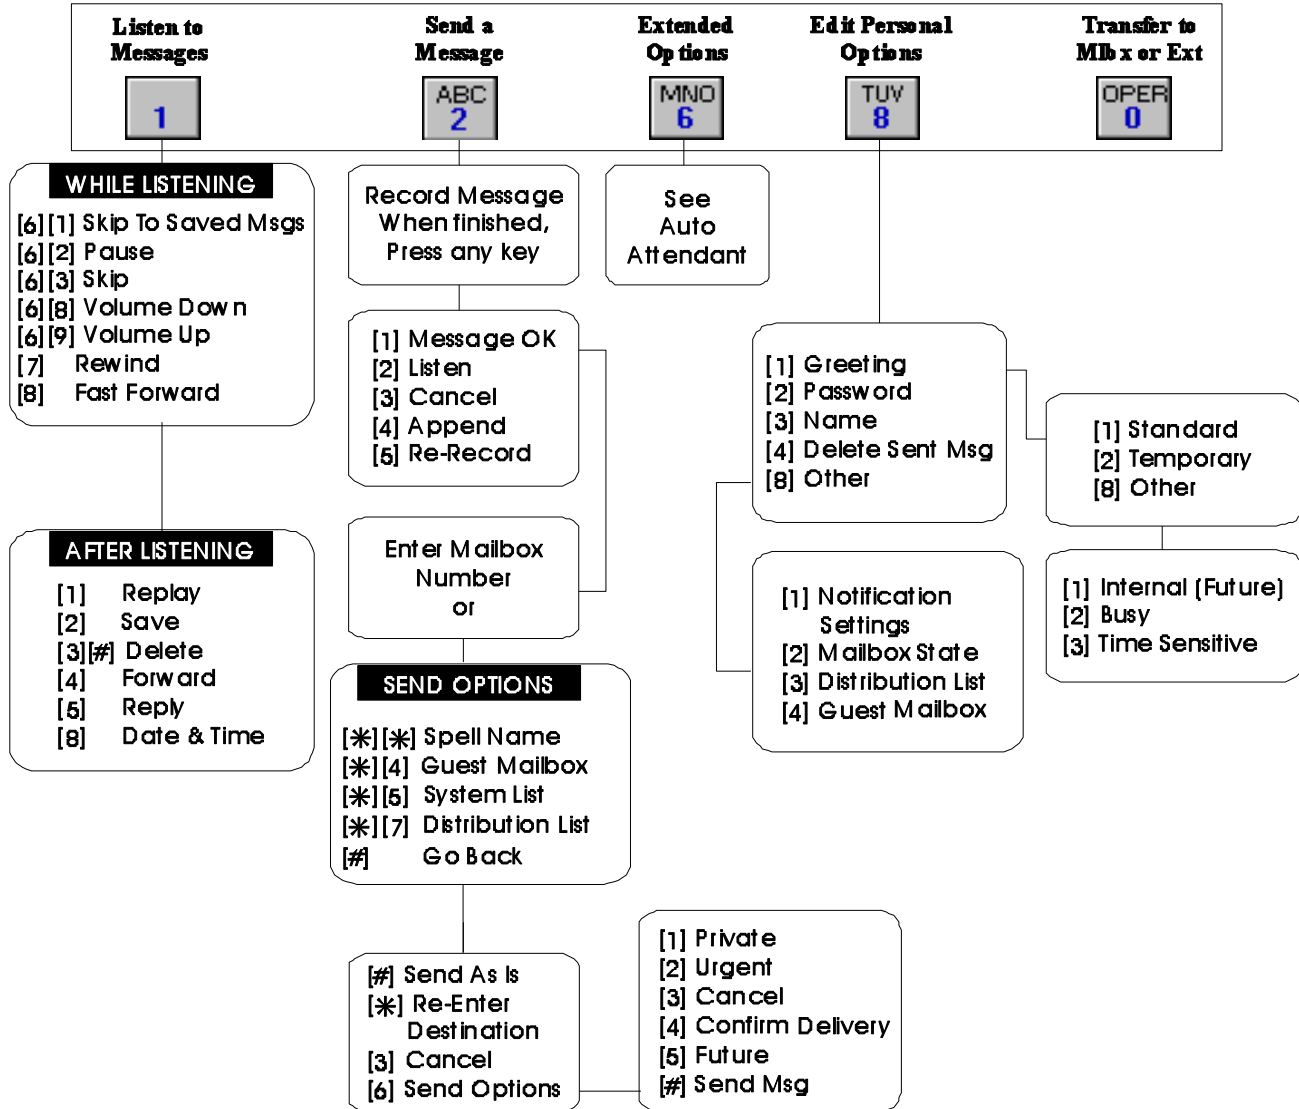 Listen to
Messages
Send a
Message
Extended
Options
Edit Personal
Options
Transfer to
Mlbx or Ext
1
ABC
2
MNO
6
TUV
8
OPER
0
WHILE LISTENING
[6][1] Skip To Saved Msgs
[6][2] Pause
[6][3] Skip
[6][8] Volume Down
[6][9] Volume Up
[7] Rewind
[8] Fast Forward
AFTER LISTENING
[1] Replay
[2] Save
[3][#] Delete
[4] Forward
[5] Reply
[8] Date & Time
Record Message
When finished,
Press any key
[1] Message OK
[2] Listen
[3] Cancel
[4] Append
[5] Re-Record
Enter Mailbox
Number
or
SEND OPTIONS
[*][*] Spell Name
[*][4] Guest Mailbox
[*][5] System List
[*][7] Distribution List
[#] Go Back
[#] Send As Is
[*] Re-Enter
Destination
[3] Cancel
[6] Send Options
[1] Private
[2] Urgent
[3] Cancel
[4] Confirm Delivery
[5] Future
[#] Send Msg
See
Auto
Attendant
[1] Greeting
[2] Password
[3] Name
[4] Delete Sent Msg
[8] Other
[1] Standard
[2] Temporary
[8] Other
[1] Internal (Future)
[2] Busy
[3] Time Sensitive
[1] Notification
Settings
[2] Mailbox State
[3] Distribution List
[4] Guest Mailbox